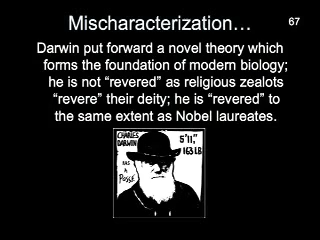 Mischaracterization…
67
Darwin put forward a novel theory which
forms the foundation of modern biology;
he is not “revered” as religious zealots
“revere” their deity; he is “revered” to
the same extent as Nobel laureates.
CHARLES
DARWIN
HAS
A
POSSE
5'11,"
163 LB